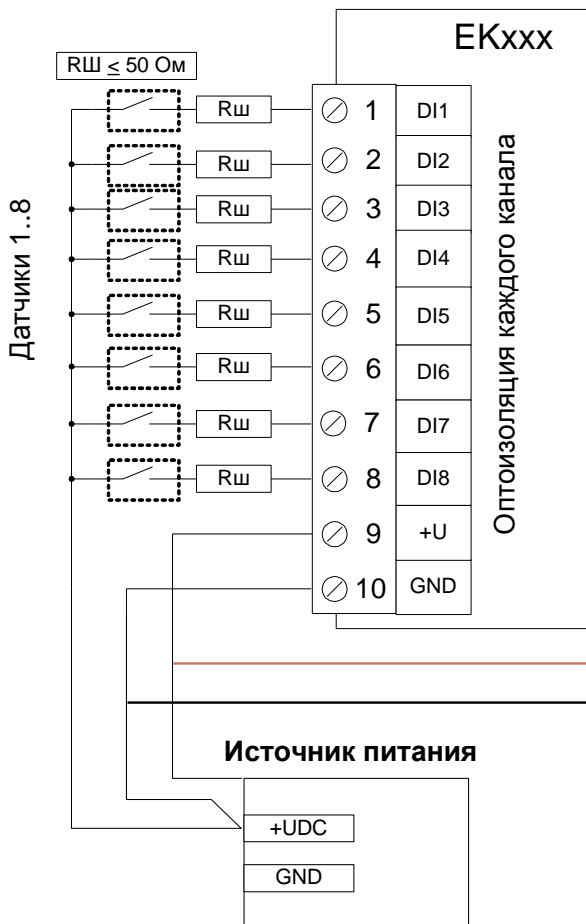 EKxxx
RШ ≤ 50 Ом
Rш 1 DI1
Rш 2 DI2
Rш 3 DI3
Rш 4 DI4
Rш 5 DI5
Rш 6 DI6
Rш 7 DI7
Rш 8 DI8
9 +U
10 GND
Датчики 1..8
Оптоизоляция каждого канала
Источник питания
+UDC
GND